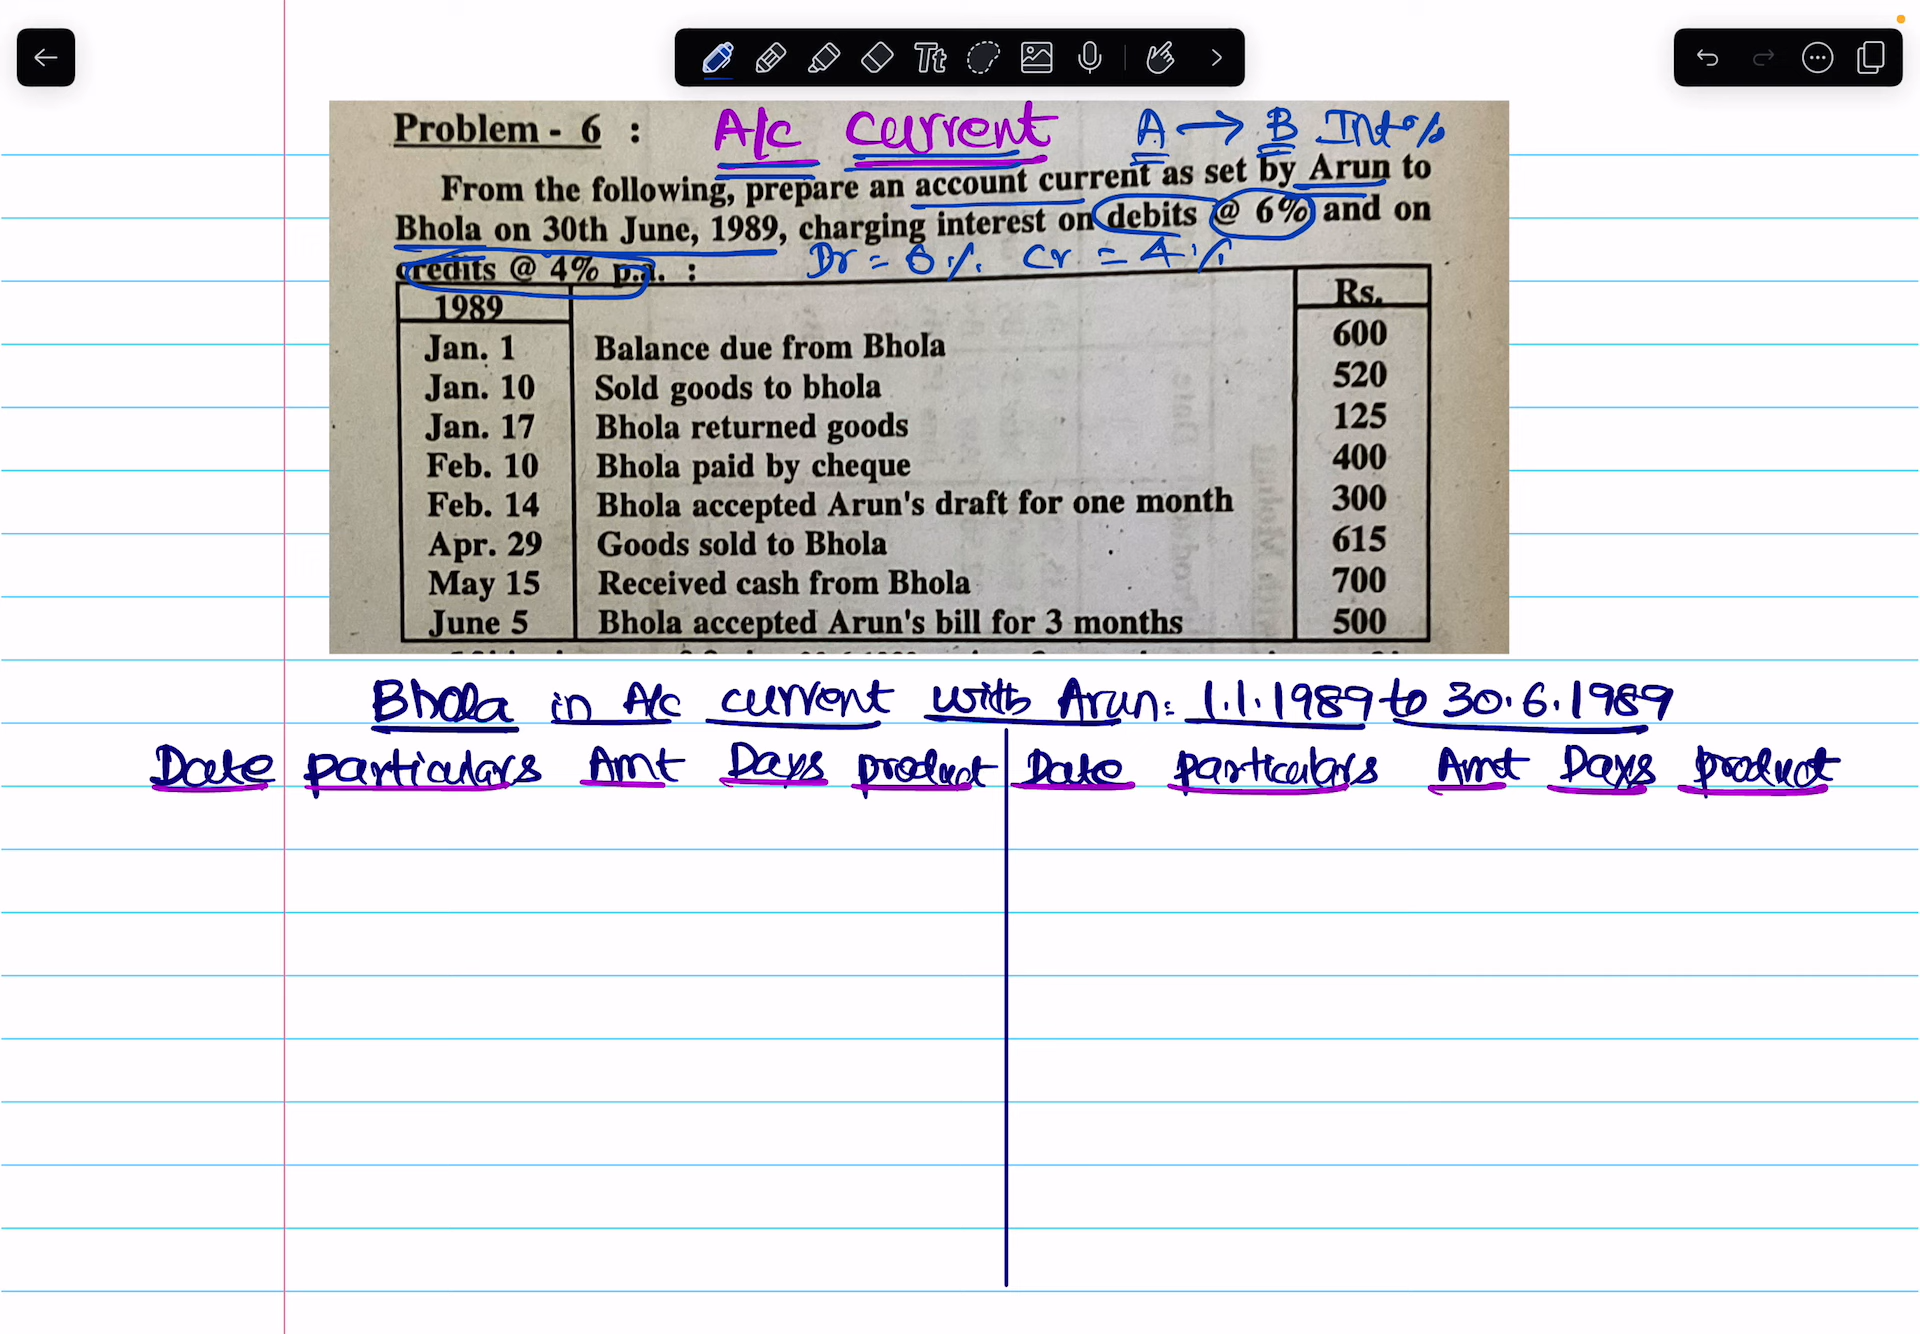 Problem - 6 : A/c current A → B Int%
From the following, prepare an account current as set by Arun to
Bhola on 30th June, 1989, charging interest on debits @ 6% and on
credits @ 4% p.a. : Dr = 6% Cr = 4%
1989 Rs.
Jan. 1 Balance due from Bhola 600
Jan. 10 Sold goods to bhola 520
Jan. 17 Bhola returned goods 125
Feb. 10 Bhola paid by cheque 400
Feb. 14 Bhola accepted Arun's draft for one month 300
Apr. 29 Goods sold to Bhola 615
May 15 Received cash from Bhola 700
June 5 Bhola accepted Arun's bill for 3 months 500
Bhola in A/c current with Arun: 1.1.1989 to 30.6.1989
Date particulars Amt Days product Date particulars Amt Days product